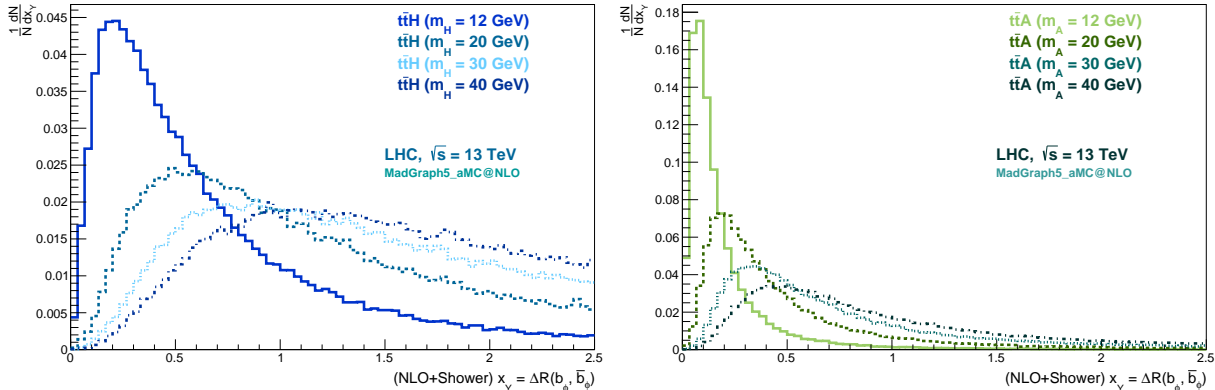 1/N dN/dx_Y
0.045
0.04
0.035
0.03
0.025
0.02
0.015
0.01
0.005
0
0 0.5 1 1.5 2 2.5
tt̄H (m_H = 12 GeV)
tt̄H (m_H = 20 GeV)
tt̄H (m_H = 30 GeV)
tt̄H (m_H = 40 GeV)
LHC, √s = 13 TeV
MadGraph5_aMC@NLO
(NLO+Shower) x_Y = ΔR(b_ϕ, b̄_ϕ)
1/N dN/dx_Y
0.18
0.16
0.14
0.12
0.1
0.08
0.06
0.04
0.02
0
0 0.5 1 1.5 2 2.5
tt̄A (m_A = 12 GeV)
tt̄A (m_A = 20 GeV)
tt̄A (m_A = 30 GeV)
tt̄A (m_A = 40 GeV)
LHC, √s = 13 TeV
MadGraph5_aMC@NLO
(NLO+Shower) x_Y = ΔR(b_ϕ, b̄_ϕ)